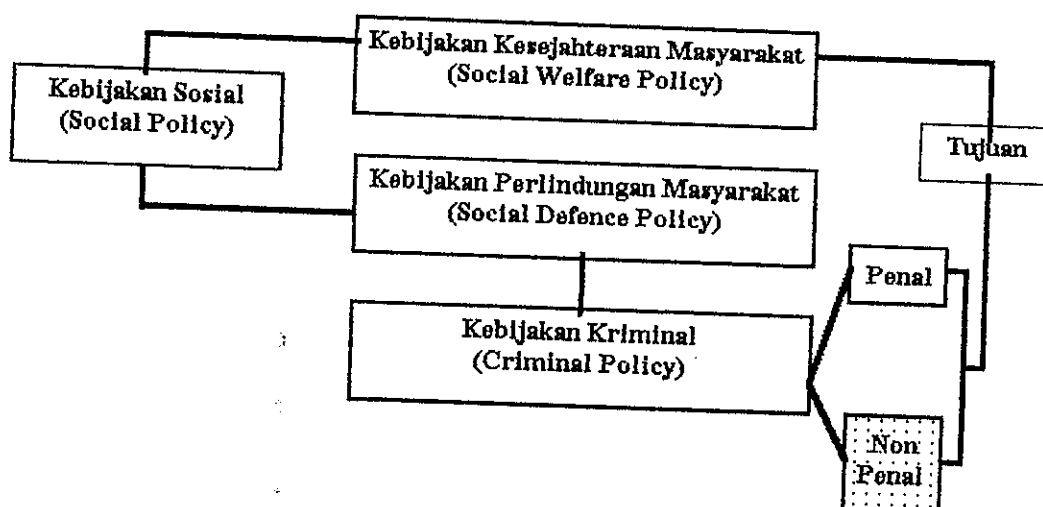 Kebijakan Kesejahteraan Masyarakat
(Social Welfare Policy)
Kebijakan Sosial
(Social Policy)
Tujuan
Kebijakan Perlindungan Masyarakat
(Social Defence Policy)
Penal
Kebijakan Kriminal
(Criminal Policy)
Non
Penal